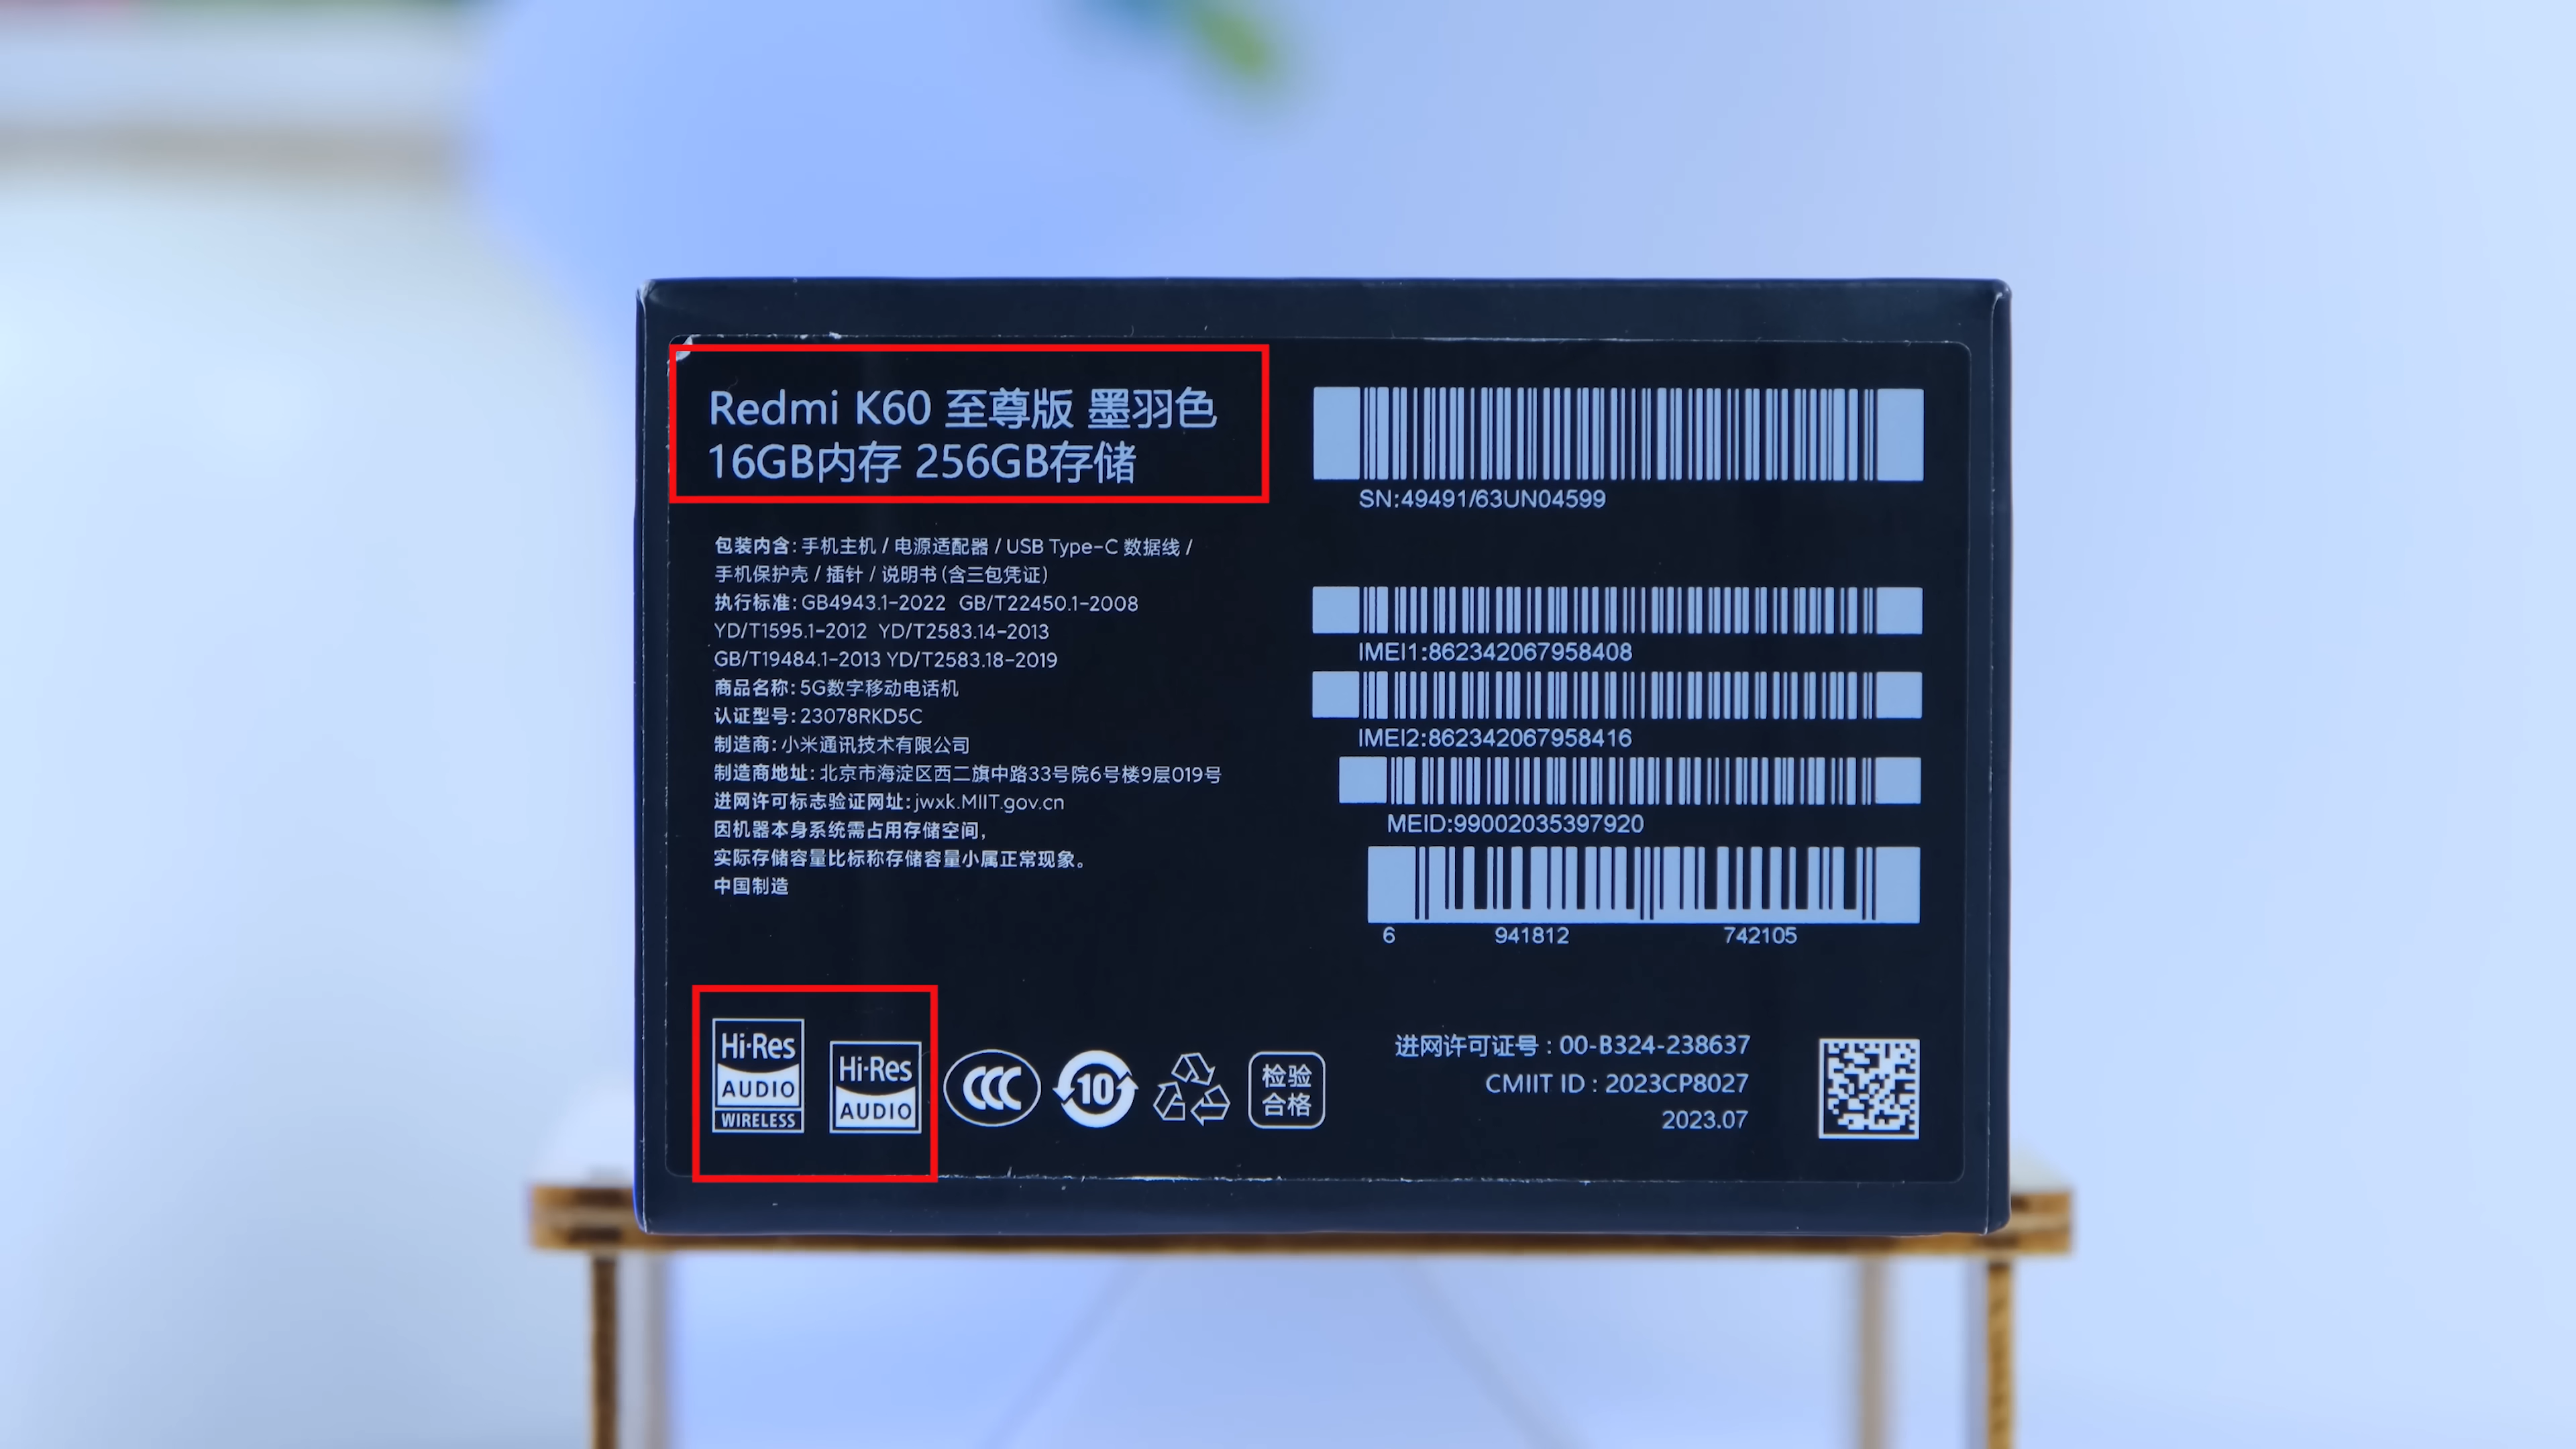 Redmi K60 至尊版 墨羽色
16GB内存 256GB存储
包装内含: 手机主机 / 电源适配器 / USB Type-C 数据线 /
手机保护壳 / 插针 / 说明书 (含三包凭证)
执行标准: GB4943.1-2022 GB/T22450.1-2008
YD/T1595.1-2012 YD/T2583.14-2013
GB/T19484.1-2013 YD/T2583.18-2019
商品名称: 5G数字移动电话机
认证型号: 23078RKD5C
制造商: 小米通讯技术有限公司
制造商地址: 北京市海淀区西二旗中路33号院6号楼9层019号
进网许可标志验证网址: jwxk.MIIT.gov.cn
因机器本身系统需占用存储空间,
实际存储容量比标称存储容量小属正常现象。
中国制造
SN:49491/63UN04599
IMEI1:862342067958408
IMEI2:862342067958416
MEID:99002035397920
6 941812 742105
Hi-Res
AUDIO
WIRELESS
Hi-Res
AUDIO
CCC
10
检验
合格
进网许可证号 : 00-B324-238637
CMIIT ID : 2023CP8027
2023.07